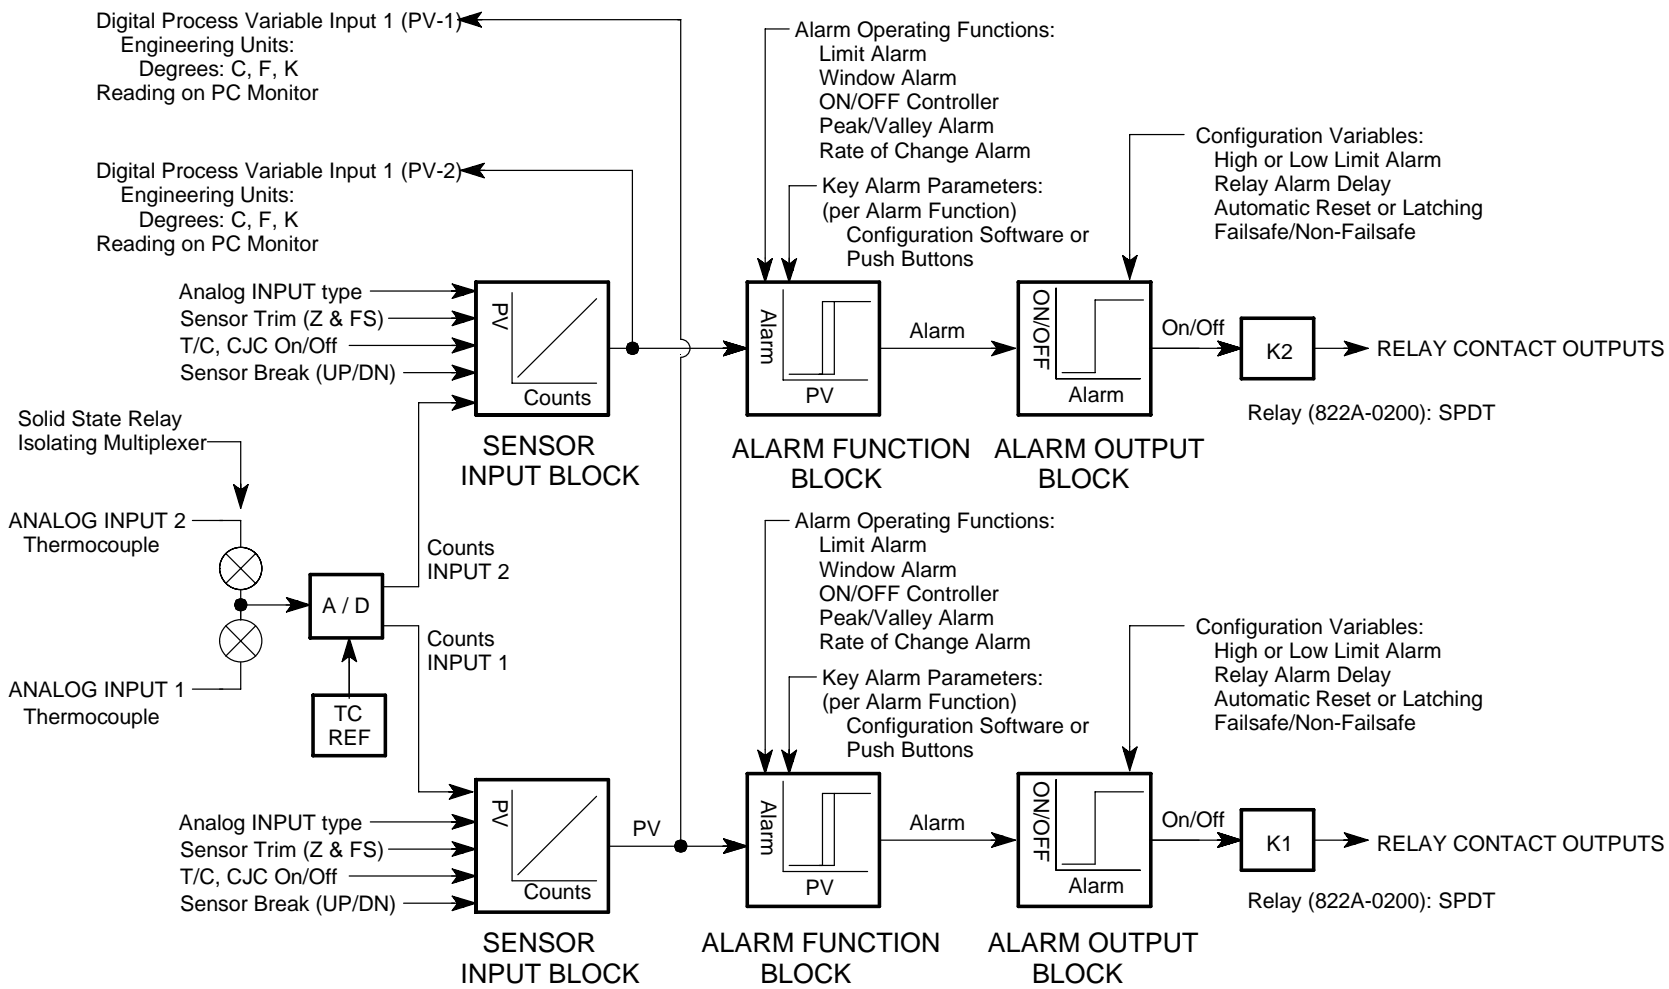 Digital Process Variable Input 1 (PV-1)
Engineering Units:
Degrees: C, F, K
Reading on PC Monitor
Digital Process Variable Input 1 (PV-2)
Engineering Units:
Degrees: C, F, K
Reading on PC Monitor
Alarm Operating Functions:
Limit Alarm
Window Alarm
ON/OFF Controller
Peak/Valley Alarm
Rate of Change Alarm
Key Alarm Parameters:
(per Alarm Function)
Configuration Software or
Push Buttons
Configuration Variables:
High or Low Limit Alarm
Relay Alarm Delay
Automatic Reset or Latching
Failsafe/Non-Failsafe
Analog INPUT type
Sensor Trim (Z & FS)
T/C, CJC On/Off
Sensor Break (UP/DN)
PV
Counts
SENSOR
INPUT BLOCK
Alarm
PV
ALARM FUNCTION
BLOCK
Alarm
ON/OFF
Alarm
ALARM OUTPUT
BLOCK
On/Off
K2
RELAY CONTACT OUTPUTS
Relay (822A-0200): SPDT
Solid State Relay
Isolating Multiplexer
ANALOG INPUT 2
Thermocouple
ANALOG INPUT 1
Thermocouple
A / D
TC
REF
Counts
INPUT 2
Counts
INPUT 1
Alarm Operating Functions:
Limit Alarm
Window Alarm
ON/OFF Controller
Peak/Valley Alarm
Rate of Change Alarm
Key Alarm Parameters:
(per Alarm Function)
Configuration Software or
Push Buttons
Configuration Variables:
High or Low Limit Alarm
Relay Alarm Delay
Automatic Reset or Latching
Failsafe/Non-Failsafe
Analog INPUT type
Sensor Trim (Z & FS)
T/C, CJC On/Off
Sensor Break (UP/DN)
PV
Counts
SENSOR
INPUT BLOCK
PV
Alarm
PV
ALARM FUNCTION
BLOCK
Alarm
ON/OFF
Alarm
ALARM OUTPUT
BLOCK
On/Off
K1
RELAY CONTACT OUTPUTS
Relay (822A-0200): SPDT